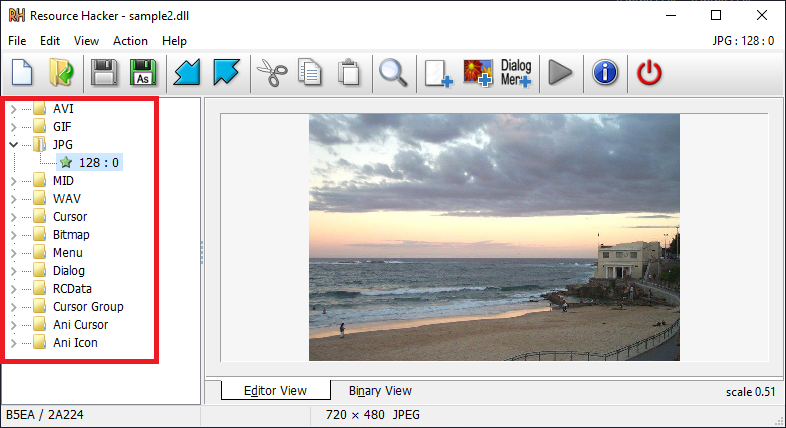 Resource Hacker - sample2.dll
File Edit View Action Help JPG : 128 : 0
As Dialog Menu
AVI
GIF
JPG
128 : 0
MID
WAV
Cursor
Bitmap
Menu
Dialog
RCData
Cursor Group
Ani Cursor
Ani Icon
Editor View Binary View scale 0.51
B5EA / 2A224 720 × 480 JPEG